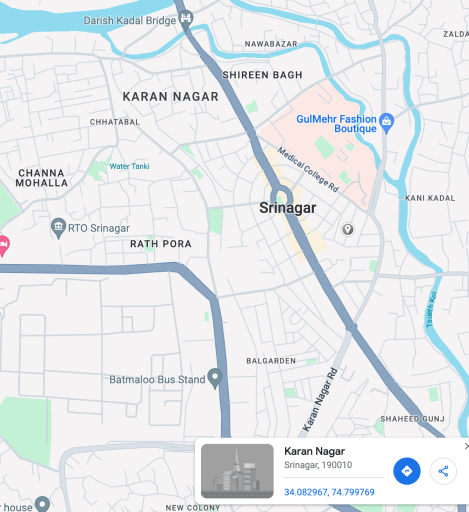 Darish Kadal Bridge
NAWABAZAR
ZALDA
SHIREEN BAGH
KARAN NAGAR
CHHATABAL
GulMehr Fashion
Boutique
Medical College Rd
Water Tanki
CHANNA
MOHALLA
KANI KADAL
Srinagar
RTO Srinagar
RATH PORA
Tsueth Kol
BALGARDEN
Batmaloo Bus Stand
Karan Nagar Rd
SHAHEED GUNJ
Karan Nagar
Srinagar, 190010
34.082967, 74.799769
r house
NEW COLONY